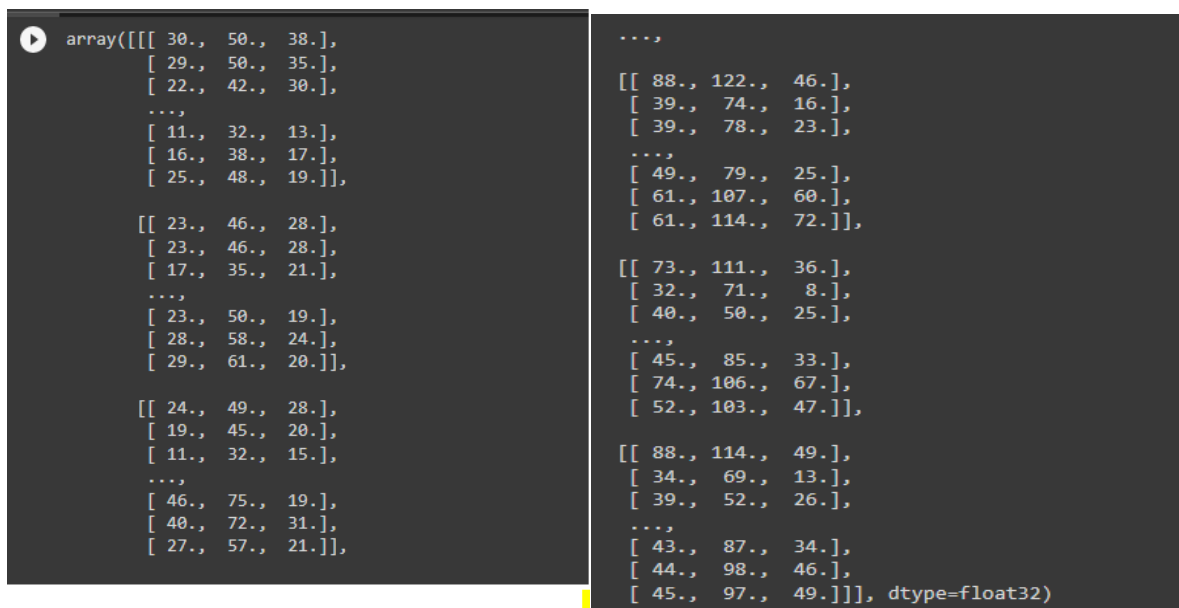 array([[[[ 30., 50., 38.],
[ 29., 50., 35.],
[ 22., 42., 30.],
...,
[ 11., 32., 13.],
[ 16., 38., 17.],
[ 25., 48., 19.]],
[[ 23., 46., 28.],
[ 23., 46., 28.],
[ 17., 35., 21.],
...,
[ 23., 50., 19.],
[ 28., 58., 24.],
[ 29., 61., 20.]],
[[ 24., 49., 28.],
[ 19., 45., 20.],
[ 11., 32., 15.],
...,
[ 46., 75., 19.],
[ 40., 72., 31.],
[ 27., 57., 21.]],
...,
[[ 88., 122., 46.],
[ 39., 74., 16.],
[ 39., 78., 23.],
...,
[ 49., 79., 25.],
[ 61., 107., 60.],
[ 61., 114., 72.]],
[[ 73., 111., 36.],
[ 32., 71., 8.],
[ 40., 50., 25.],
...,
[ 45., 85., 33.],
[ 74., 106., 67.],
[ 52., 103., 47.]],
[[ 88., 114., 49.],
[ 34., 69., 13.],
[ 39., 52., 26.],
...,
[ 43., 87., 34.],
[ 44., 98., 46.],
[ 45., 97., 49.]]]], dtype=float32)